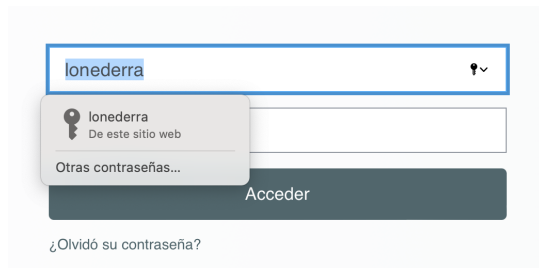 lonederra
lonederra
De este sitio web
Otras contraseñas...
Acceder
¿Olvidó su contraseña?